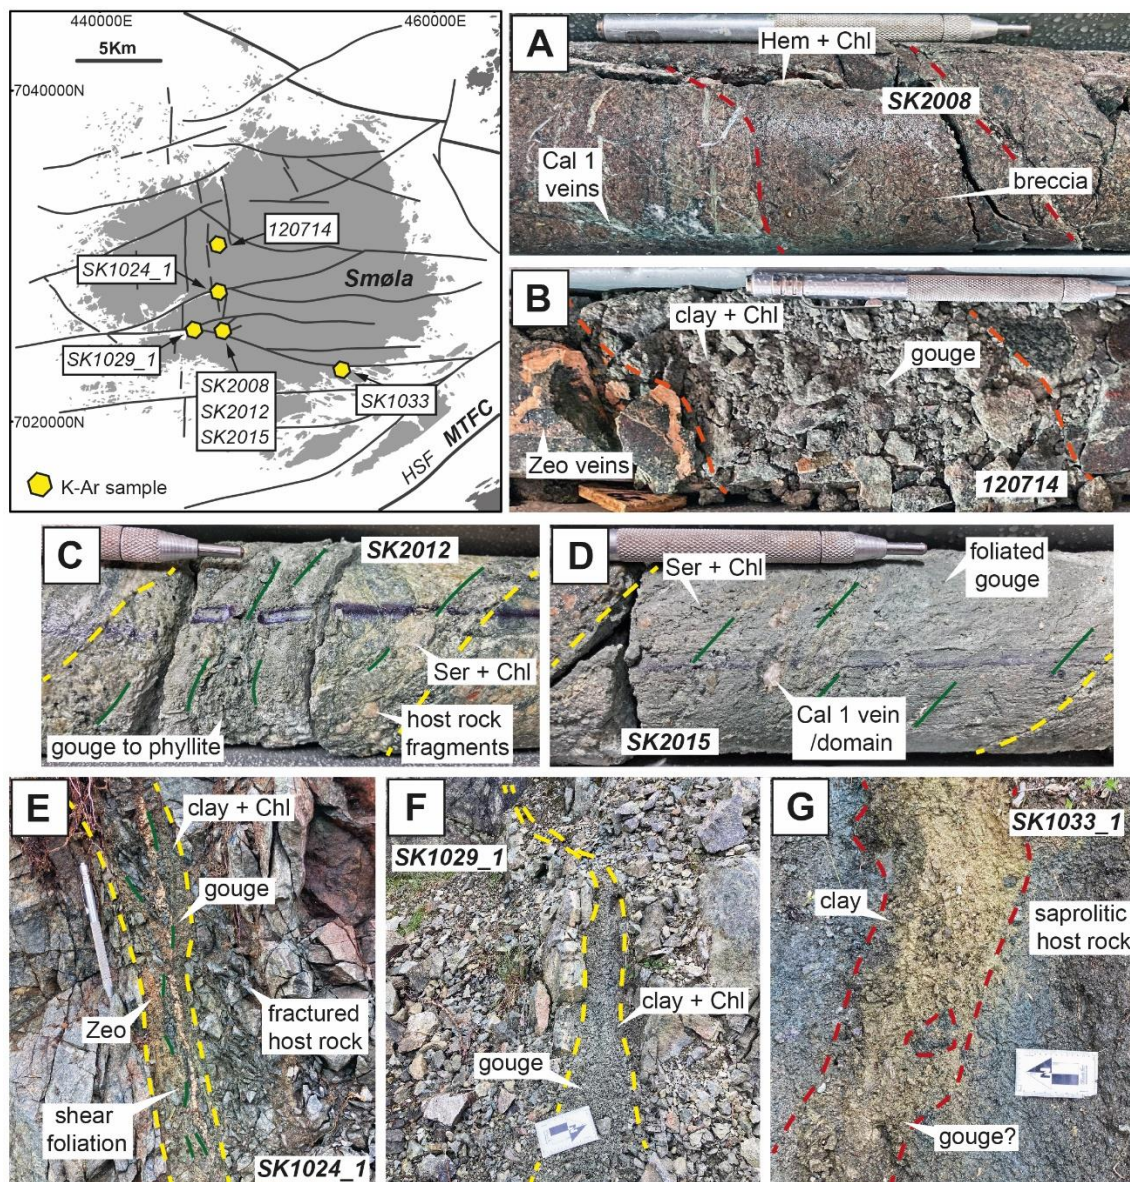 440000E
460000E
5Km
7040000N
120714
SK1024_1
Smøla
SK1029_1
SK2008
SK2012
SK2015
SK1033
7020000N
HSF
MTFC
K-Ar sample
A
Hem + Chl
SK2008
Cal 1
veins
breccia
B
clay + Chl
gouge
Zeo veins
120714
C
SK2012
Ser + Chl
gouge to phyllite
host rock
fragments
D
Ser + Chl
foliated
gouge
Cal 1 vein
/domain
SK2015
E
clay + Chl
gouge
Zeo
fractured
host rock
shear
foliation
SK1024_1
F
SK1029_1
clay + Chl
gouge
G
SK1033_1
clay
saprolitic
host rock
gouge?